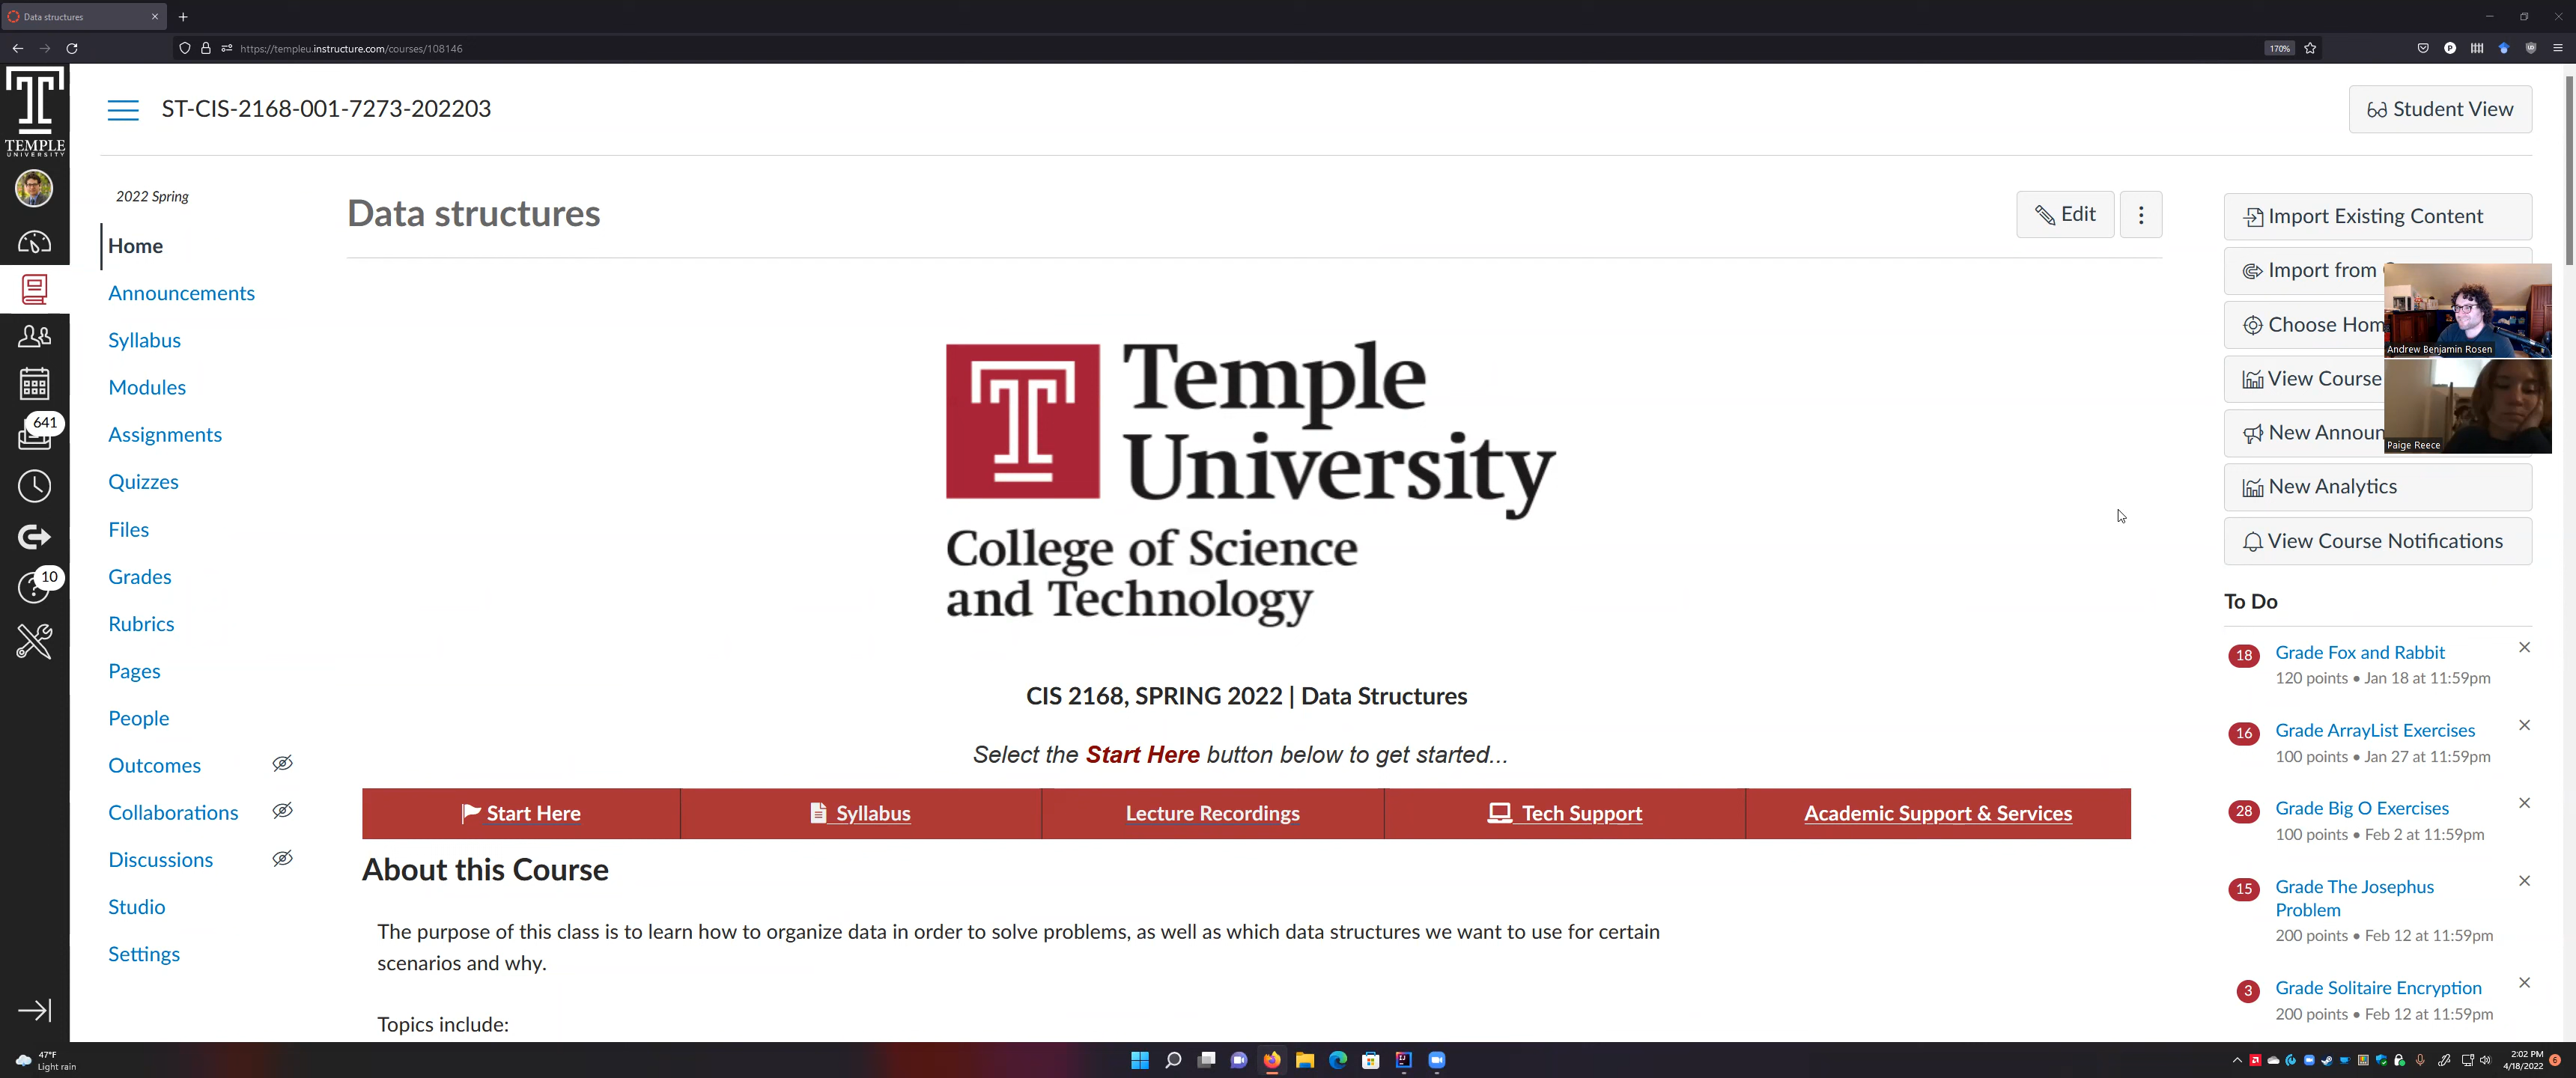 Data structures
https://templeu.instructure.com/courses/108146
170%
TEMPLE
UNIVERSITY
ST-CIS-2168-001-7273-202203
Student View
2022 Spring
Home
Announcements
Syllabus
Modules
Assignments
Quizzes
Files
Grades
Rubrics
Pages
People
Outcomes
Collaborations
Discussions
Studio
Settings
641
10
Data structures
Edit
Temple
University
College of Science
and Technology
CIS 2168, SPRING 2022 | Data Structures
Select the Start Here button below to get started...
Start Here
Syllabus
Lecture Recordings
Tech Support
Academic Support & Services
About this Course
The purpose of this class is to learn how to organize data in order to solve problems, as well as which data structures we want to use for certain
scenarios and why.
Topics include:
Import Existing Content
Import from
Choose Hom
View Course
New Announ
New Analytics
View Course Notifications
Andrew Benjamin Rosen
Paige Reece
To Do
18
Grade Fox and Rabbit
120 points • Jan 18 at 11:59pm
16
Grade ArrayList Exercises
100 points • Jan 27 at 11:59pm
28
Grade Big O Exercises
100 points • Feb 2 at 11:59pm
15
Grade The Josephus
Problem
200 points • Feb 12 at 11:59pm
3
Grade Solitaire Encryption
200 points • Feb 12 at 11:59pm
47°F
Light rain
2:02 PM
4/18/2022
6